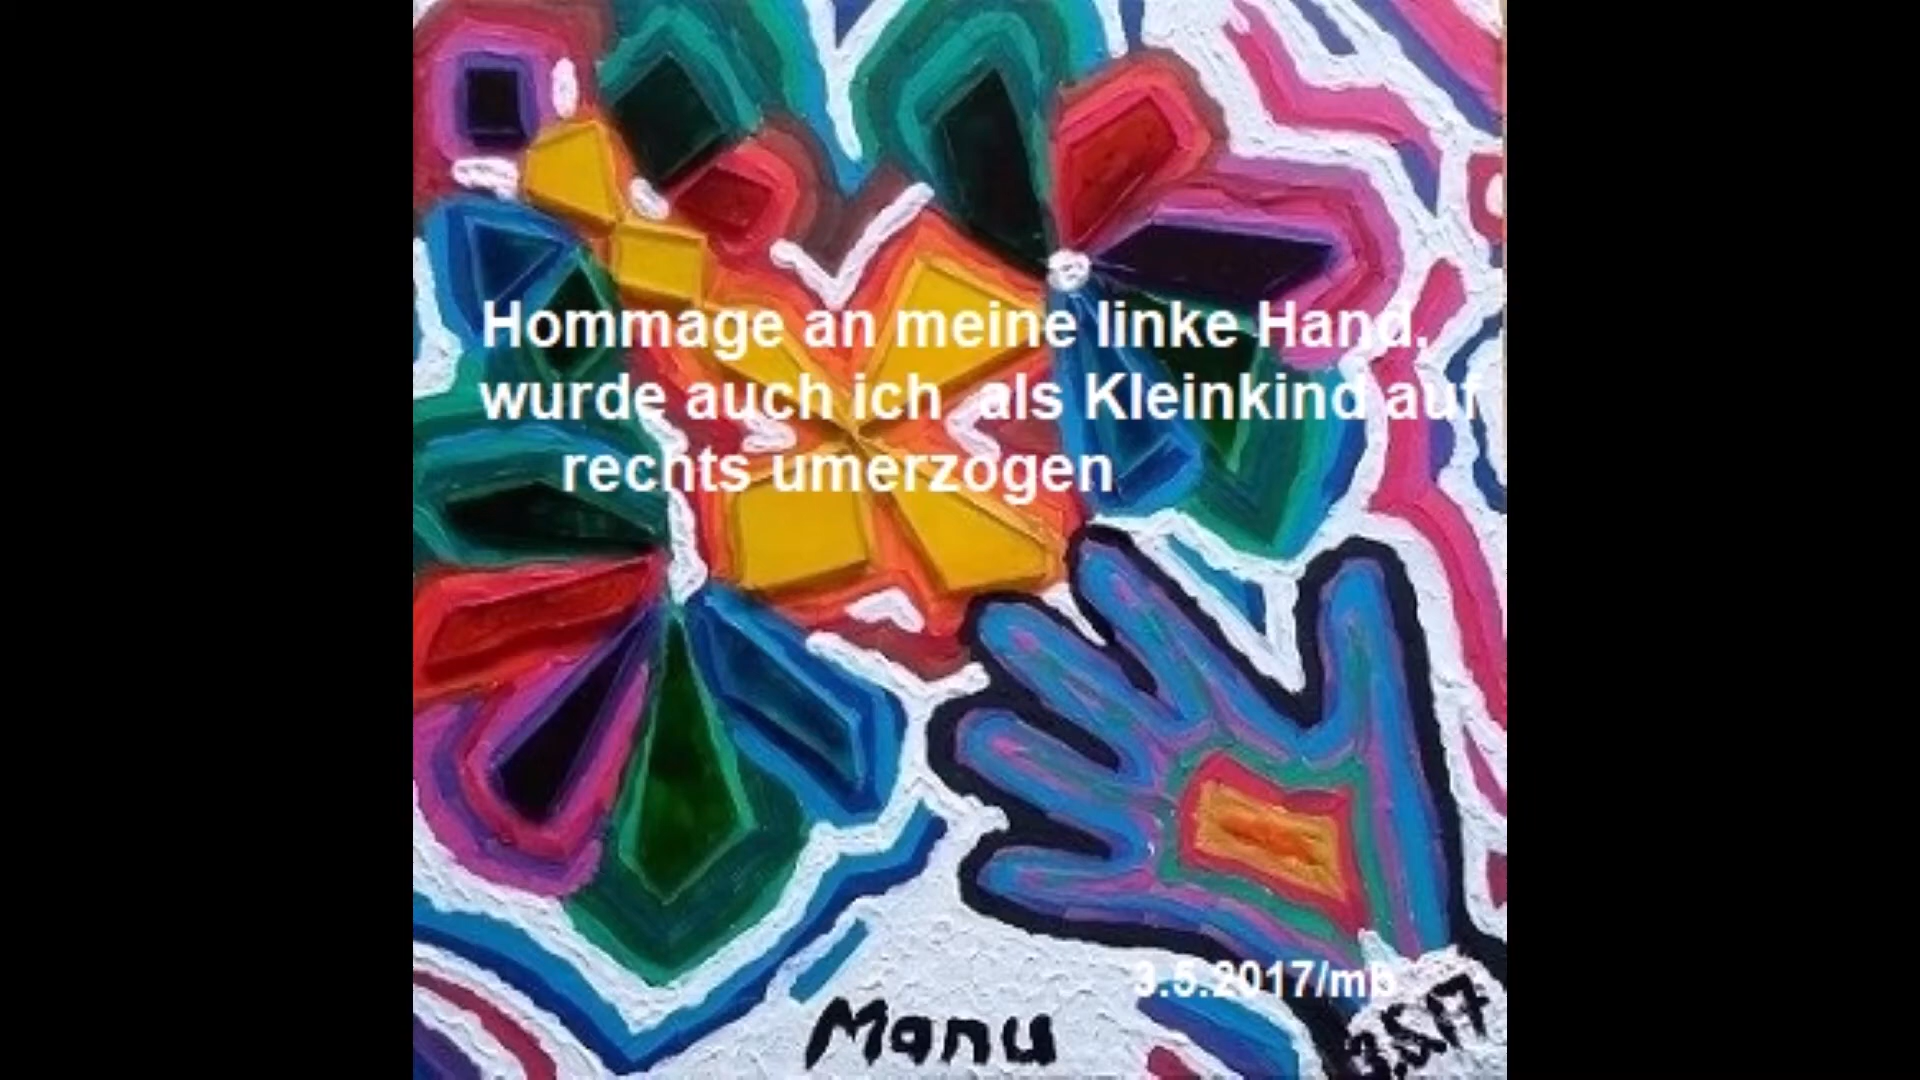 Hommage an meine linke Hand,
wurde auch ich als Kleinkind auf
rechts umerzogen
3.5.2017/mb
Manu
3.5.17